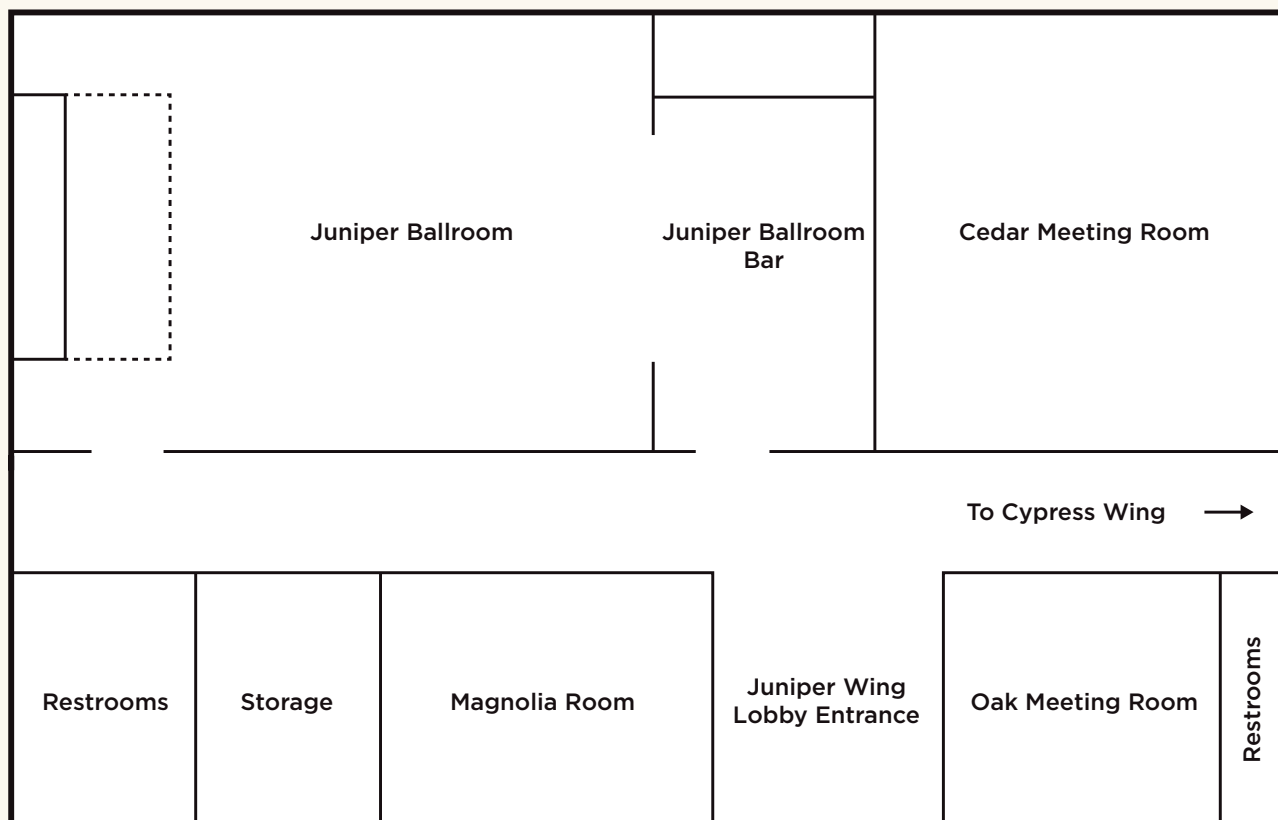 Juniper Ballroom
Juniper Ballroom
Bar
Cedar Meeting Room
To Cypress Wing
Restrooms
Storage
Magnolia Room
Juniper Wing
Lobby Entrance
Oak Meeting Room
Restrooms